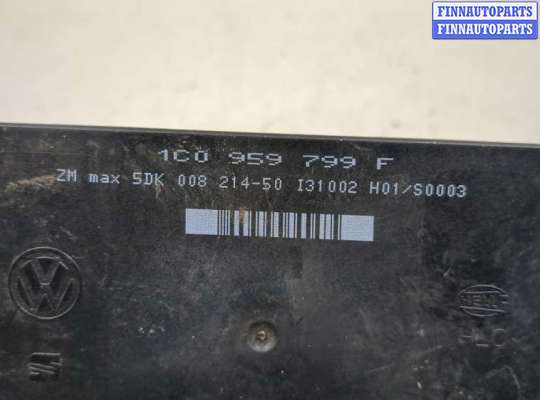 FINNAUTOPARTS
FINNAUTOPARTS
1C0 959 799 F
ZM max 5DK 008 214-50 I31002 H01/S0003
HELLA